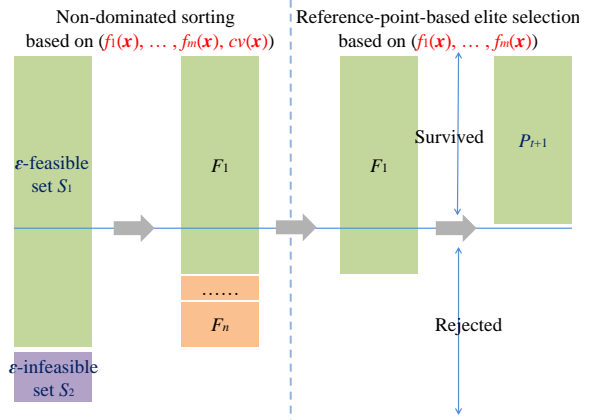 Non-dominated sorting
based on (f1(x), … , fm(x), cv(x))
Reference-point-based elite selection
based on (f1(x), … , fm(x))
ε-feasible
set S1
F1
F1
Survived
Pt+1
……
Fn
Rejected
ε-infeasible
set S2